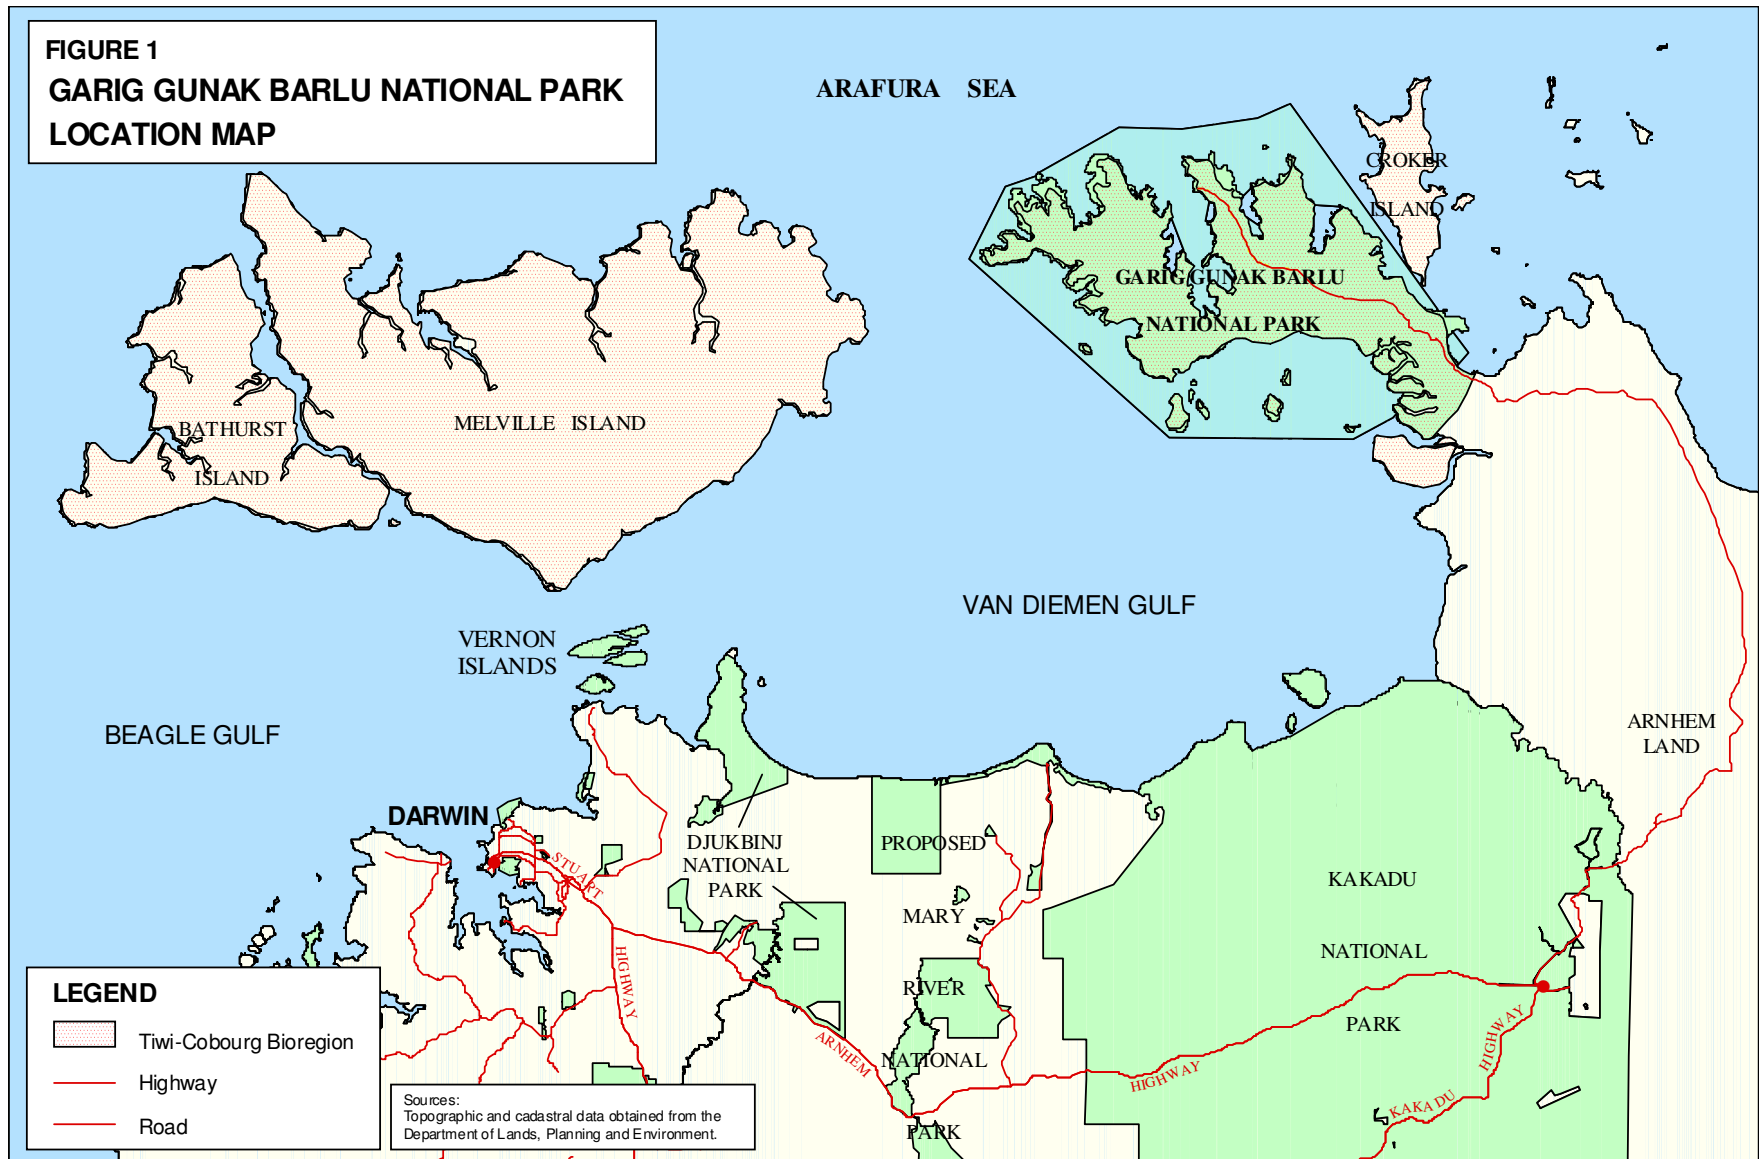 FIGURE 1
GARIG GUNAK BARLU NATIONAL PARK
LOCATION MAP
ARAFURA SEA
CROKER
ISLAND
GARIG GUNAK BARLU
NATIONAL PARK
MELVILLE ISLAND
BATHURST
ISLAND
VAN DIEMEN GULF
VERNON
ISLANDS
BEAGLE GULF
ARNHEM
LAND
DARWIN
STUART
HIGHWAY
DJUKBINJ
NATIONAL
PARK
PROPOSED
MARY
RIVER
NATIONAL
PARK
KAKADU
NATIONAL
PARK
ARNHEM
HIGHWAY
KAKADU
HIGHWAY
LEGEND
Tiwi-Cobourg Bioregion
Highway
Road
Sources:
Topographic and cadastral data obtained from the
Department of Lands, Planning and Environment.